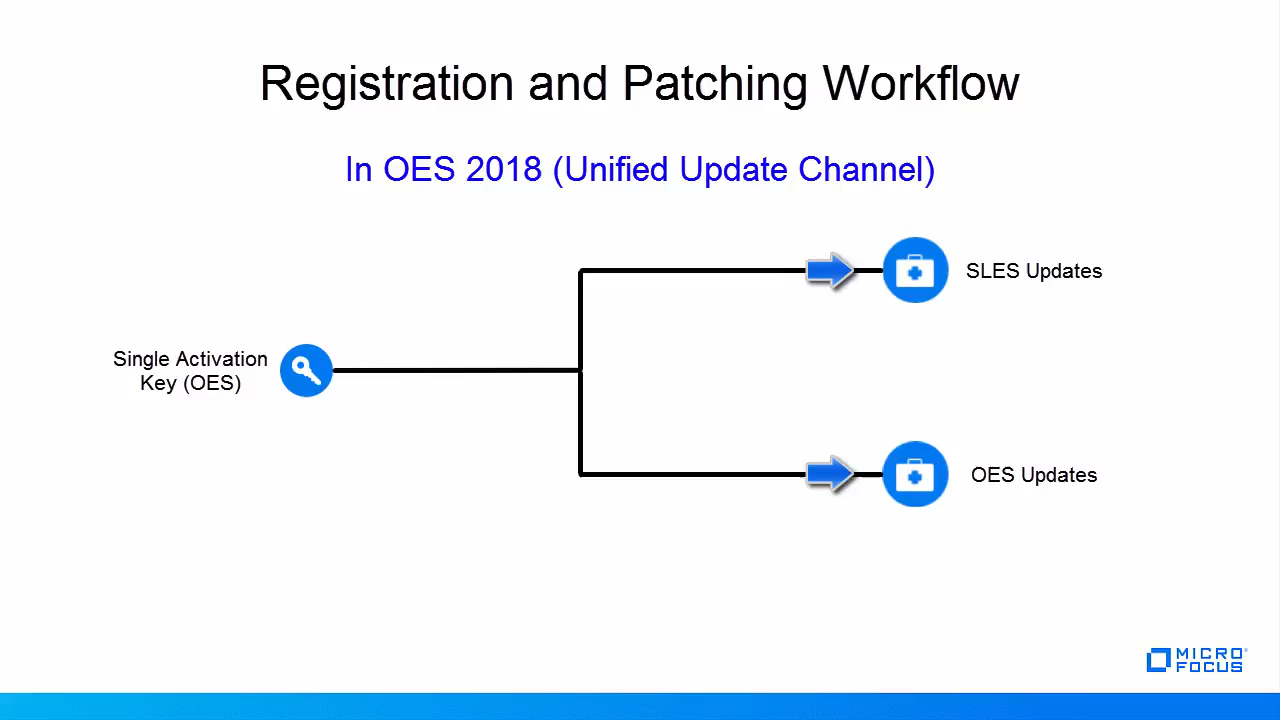 Registration and Patching Workflow
In OES 2018 (Unified Update Channel)
SLES Updates
Single Activation
Key (OES)
OES Updates
MICRO
FOCUS